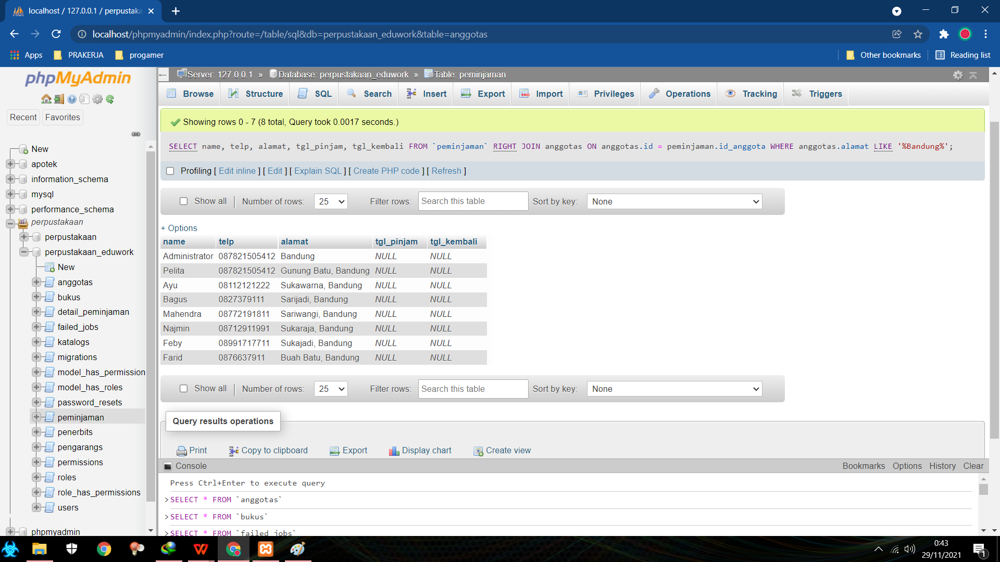 localhost / 127.0.0.1 / perpustaka
localhost/phpmyadmin/index.php?route=/table/sql&db=perpustakaan_eduwork&table=anggotas
Apps
PRAKERJA
progamer
Other bookmarks
Reading list
phpMyAdmin
Recent
Favorites
New
apotek
information_schema
mysql
performance_schema
perpustakaan
perpustakaan
perpustakaan_eduwork
New
anggotas
bukus
detail_peminjaman
failed_jobs
katalogs
migrations
model_has_permission
model_has_roles
password_resets
peminjaman
penerbits
pengarangs
permissions
roles
role_has_permissions
users
phpmyadmin
Server: 127.0.0.1 » Database: perpustakaan_eduwork » Table: peminjaman
Browse Structure SQL Search Insert Export Import Privileges Operations Tracking Triggers
Showing rows 0 - 7 (8 total, Query took 0.0017 seconds.)
SELECT name, telp, alamat, tgl_pinjam, tgl_kembali FROM `peminjaman` RIGHT JOIN anggotas ON anggotas.id = peminjaman.id_anggota WHERE anggotas.alamat LIKE '%Bandung%';
Profiling [ Edit inline ] [ Edit ] [ Explain SQL ] [ Create PHP code ] [ Refresh ]
Show all | Number of rows: 25 Filter rows: Search this table Sort by key: None
+ Options
name telp alamat tgl_pinjam tgl_kembali
Administrator 087821505412 Bandung NULL NULL
Pelita 087821505412 Gunung Batu, Bandung NULL NULL
Ayu 08112121222 Sukawarna, Bandung NULL NULL
Bagus 0827379111 Sarijadi, Bandung NULL NULL
Mahendra 08772191811 Sariwangi, Bandung NULL NULL
Najmin 08712911991 Sukaraja, Bandung NULL NULL
Feby 08991717711 Sukajadi, Bandung NULL NULL
Farid 0876637911 Buah Batu, Bandung NULL NULL
Show all | Number of rows: 25 Filter rows: Search this table Sort by key: None
Query results operations
Print Copy to clipboard Export Display chart Create view
Console
Bookmarks Options History Clear
Press Ctrl+Enter to execute query
>SELECT * FROM `anggotas`
>SELECT * FROM `bukus`
>SELECT * FROM `failed_jobs`
0:43
29/11/2021
1